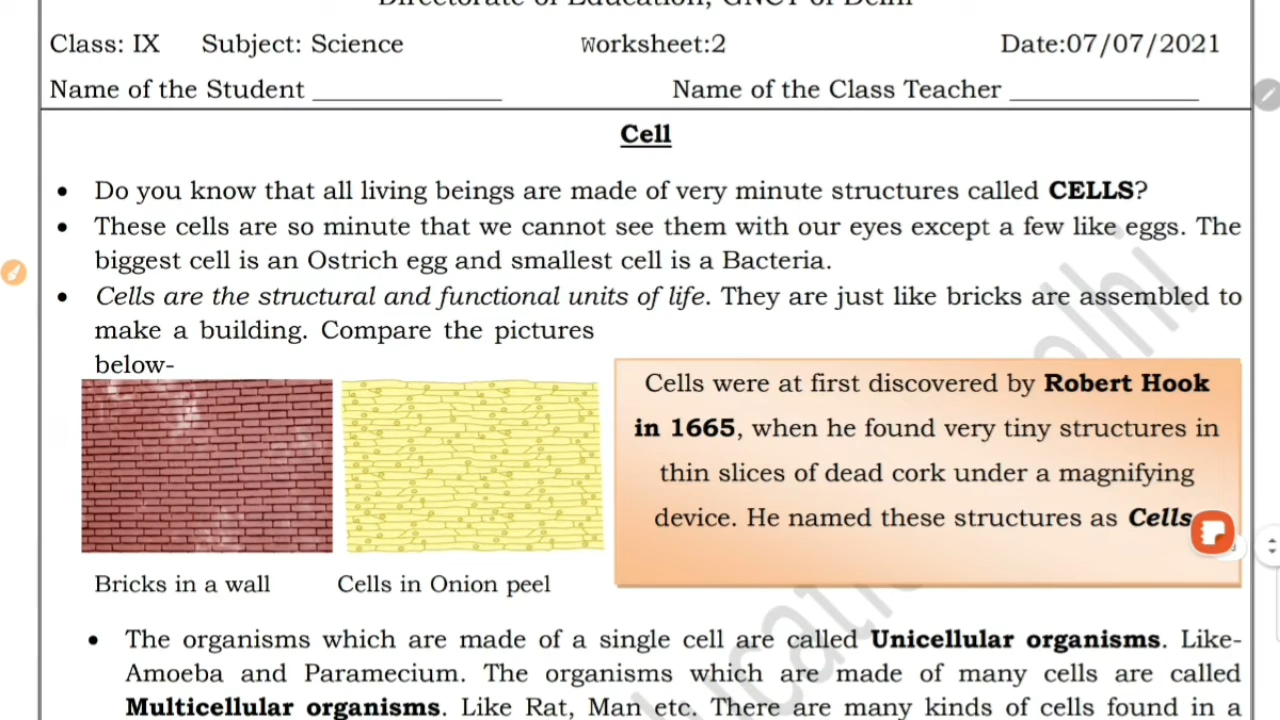 Directorate of Education, GNCT of Delhi
Class: IX Subject: Science Worksheet:2 Date:07/07/2021
Name of the Student ______________ Name of the Class Teacher ______________
Cell
• Do you know that all living beings are made of very minute structures called CELLS?
• These cells are so minute that we cannot see them with our eyes except a few like eggs. The
biggest cell is an Ostrich egg and smallest cell is a Bacteria.
• Cells are the structural and functional units of life. They are just like bricks are assembled to
make a building. Compare the pictures
below-
Cells were at first discovered by Robert Hook
in 1665, when he found very tiny structures in
thin slices of dead cork under a magnifying
device. He named these structures as Cells
Bricks in a wall Cells in Onion peel
• The organisms which are made of a single cell are called Unicellular organisms. Like-
Amoeba and Paramecium. The organisms which are made of many cells are called
Multicellular organisms. Like Rat, Man etc. There are many kinds of cells found in a